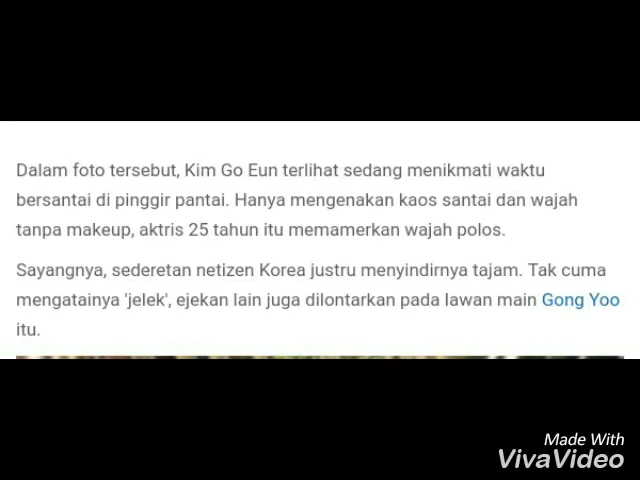 Dalam foto tersebut, Kim Go Eun terlihat sedang menikmati waktu
bersantai di pinggir pantai. Hanya mengenakan kaos santai dan wajah
tanpa makeup, aktris 25 tahun itu memamerkan wajah polos.
Sayangnya, sederetan netizen Korea justru menyindirnya tajam. Tak cuma
mengatainya 'jelek', ejekan lain juga dilontarkan pada lawan main Gong Yoo
itu.
Made With
VivaVideo